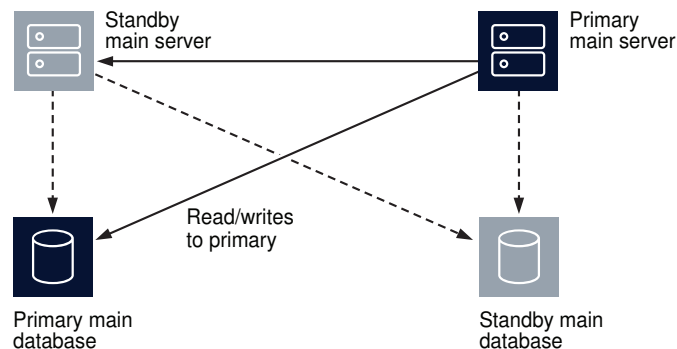 Standby
main server
Primary
main server
Read/writes
to primary
Primary main
database
Standby main
database